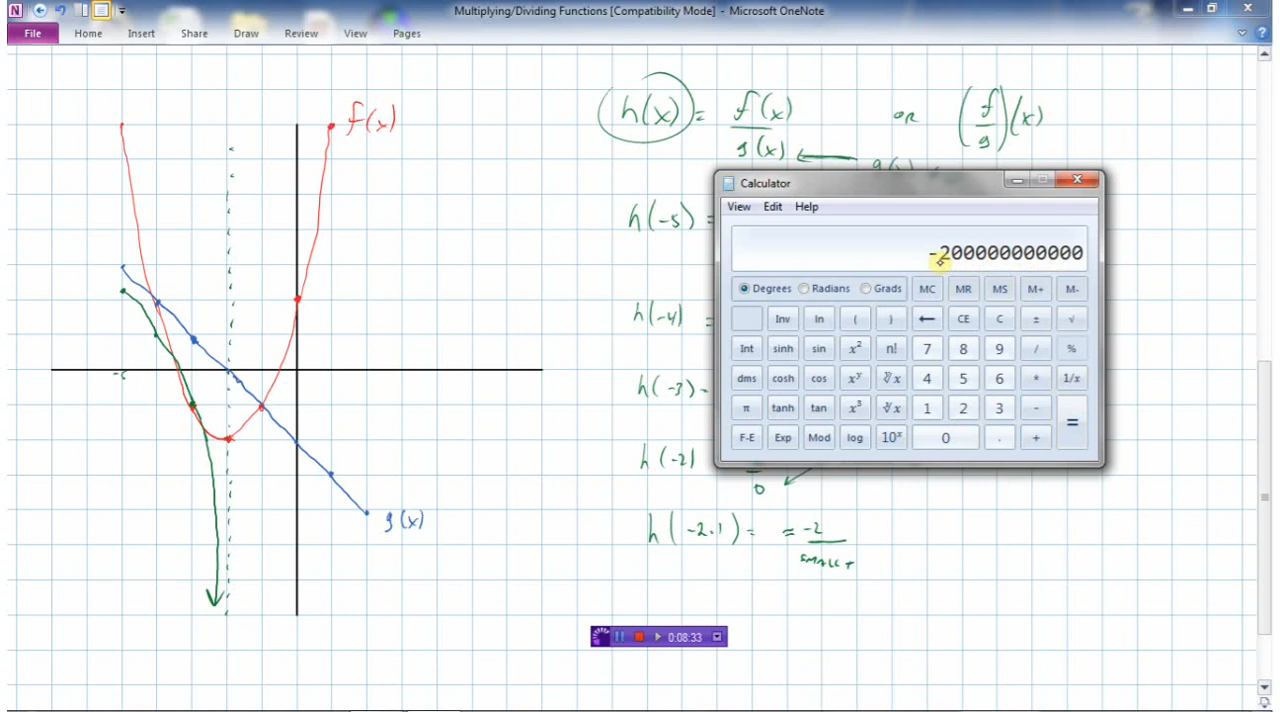 Multiplying/Dividing Functions [Compatibility Mode] - Microsoft OneNote
File Home Insert Share Draw Review View Pages
f(x)
h(x) = f(x)/g(x) OR (f/g)(x)
Calculator
View Edit Help
-200000000000
Degrees Radians Grads MC MR MS M+ M-
Inv ln ( ) ← CE C ± √
Int sinh sin x² n! 7 8 9 / %
dms cosh cos xʸ ʸ√x 4 5 6 * 1/x
π tanh tan x³ ³√x 1 2 3 - =
F-E Exp Mod log 10ˣ 0 . +
h(-5) =
h(-4) =
-5
h(-3) =
h(-2)
0
g(x)
h(-2.1) = ≈ -2
SMALL +
0:08:33